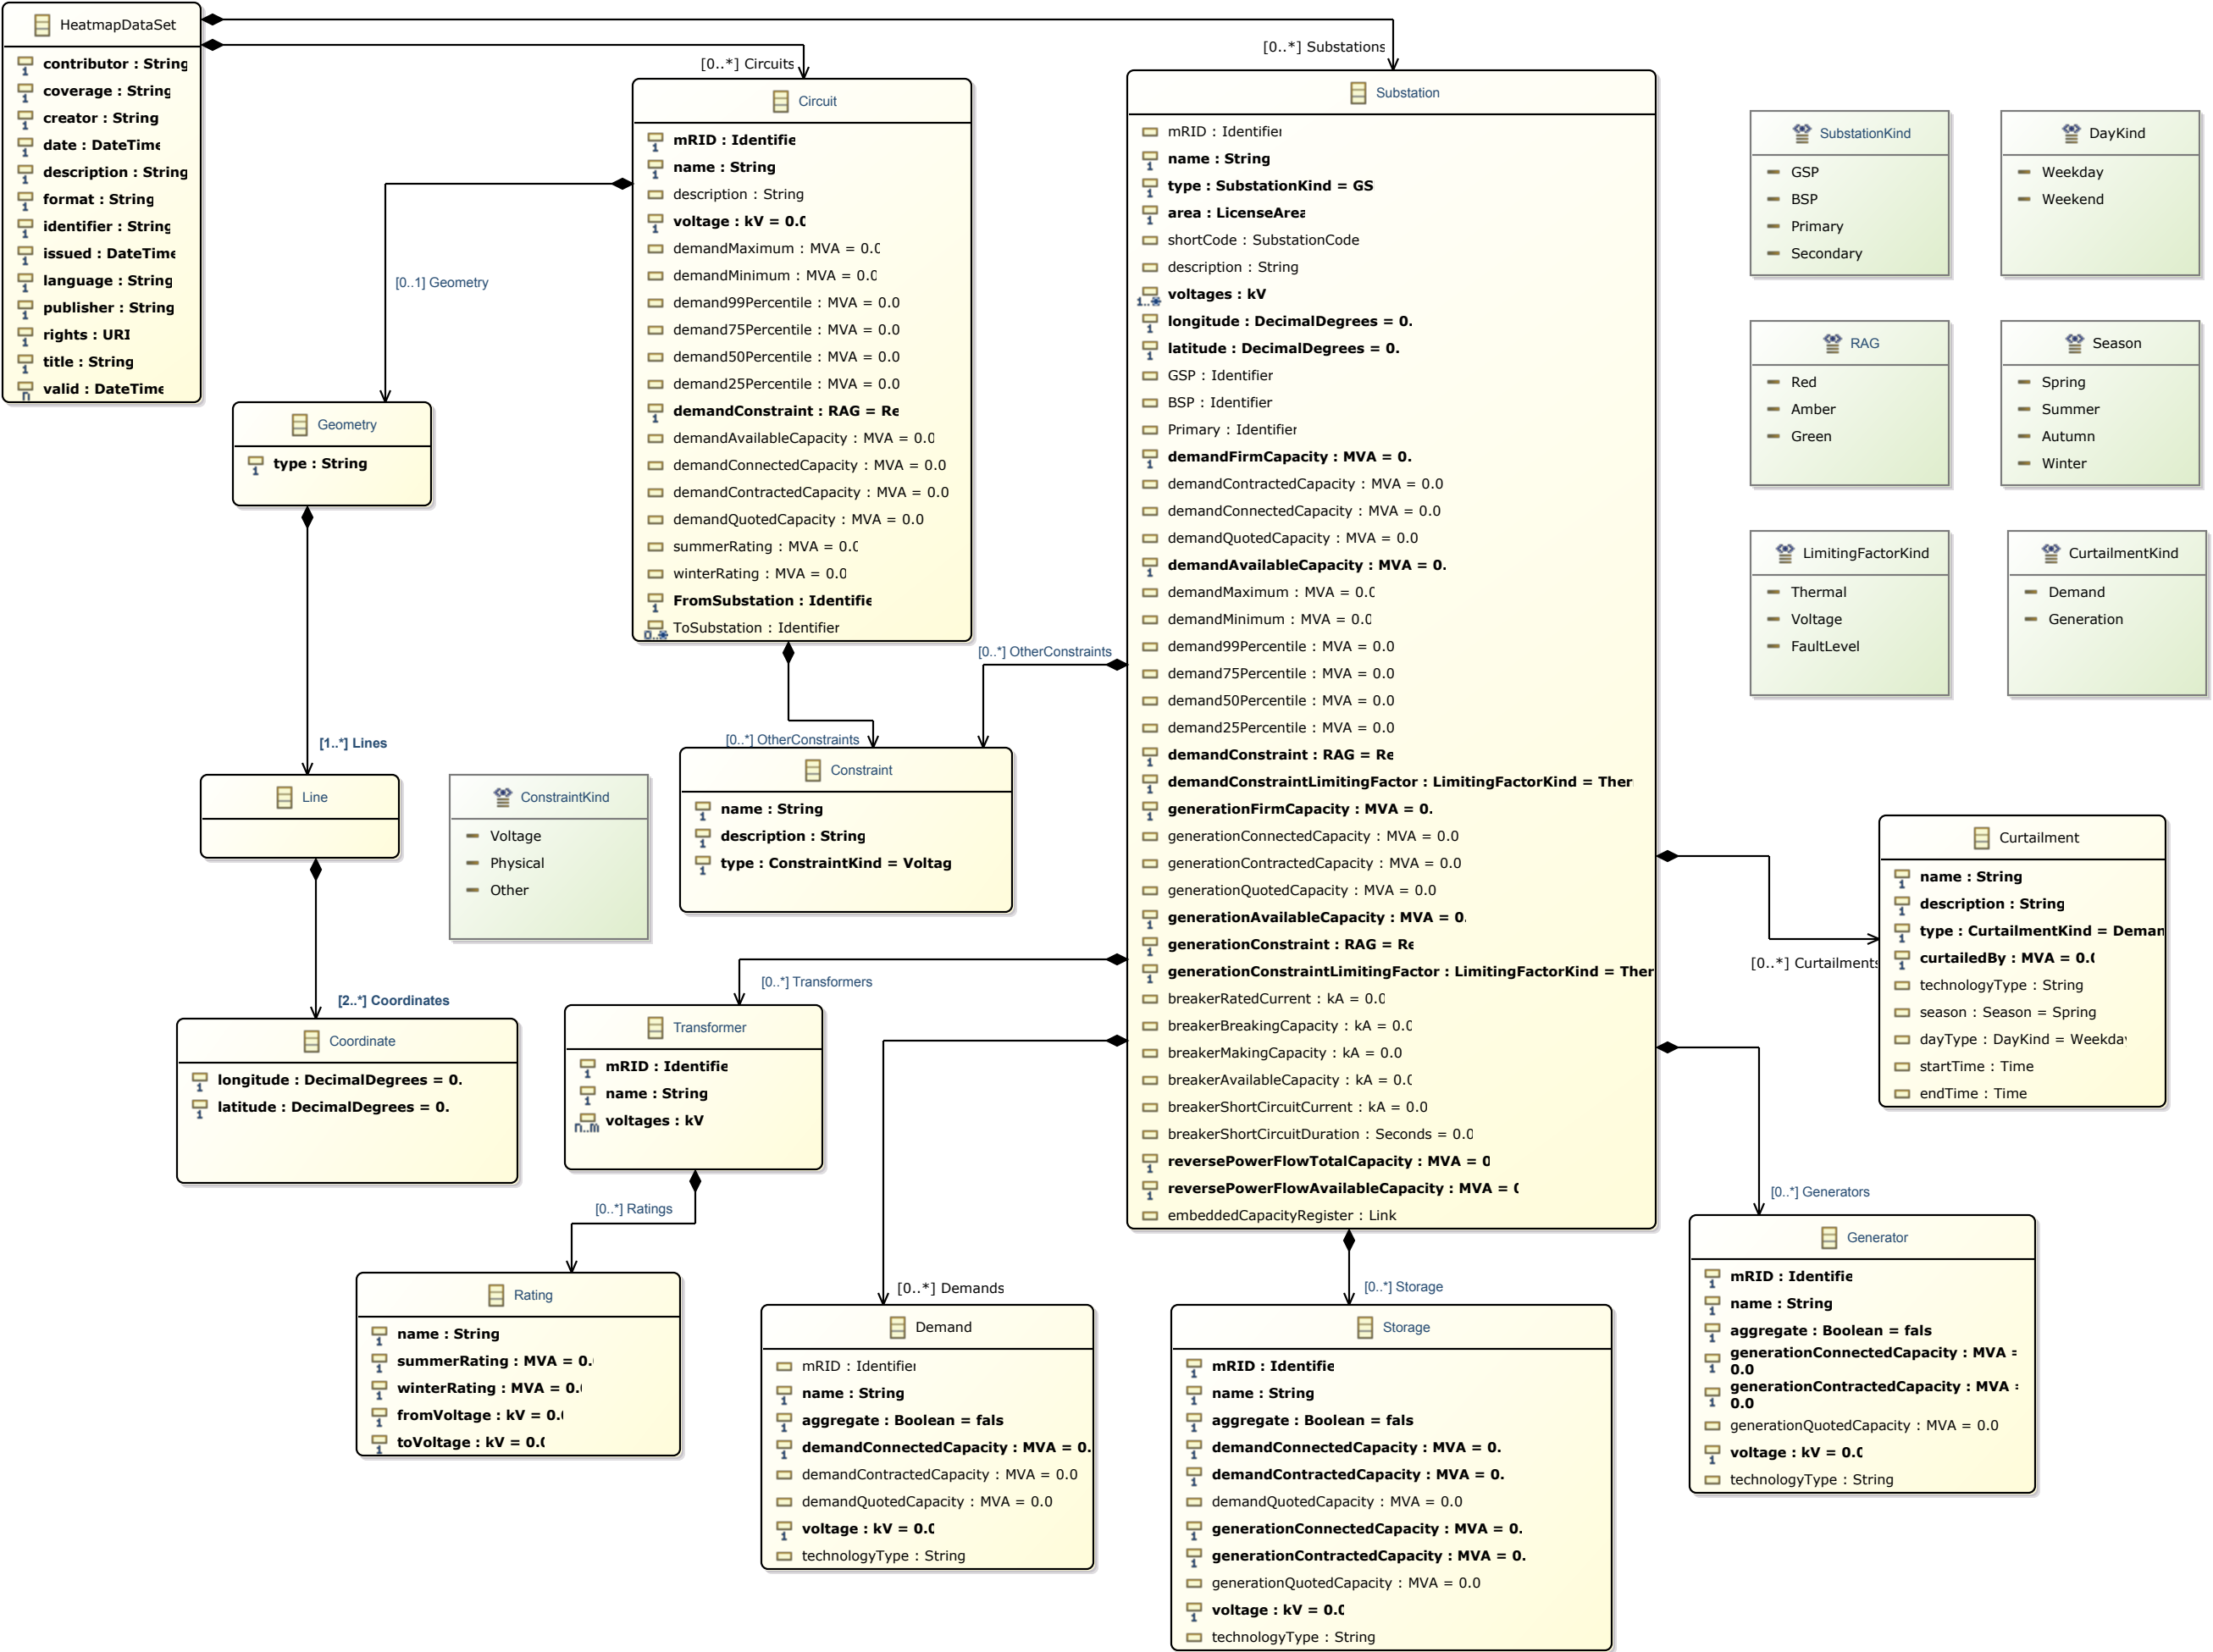 HeatmapDataSet
contributor : String
coverage : String
creator : String
date : DateTime
description : String
format : String
identifier : String
issued : DateTime
language : String
publisher : String
rights : URI
title : String
valid : DateTime
[0..*] Circuits
[0..*] Substations
Circuit
mRID : Identifie
name : String
description : String
voltage : kV = 0.0
demandMaximum : MVA = 0.0
demandMinimum : MVA = 0.0
demand99Percentile : MVA = 0.0
demand75Percentile : MVA = 0.0
demand50Percentile : MVA = 0.0
demand25Percentile : MVA = 0.0
demandConstraint : RAG = Re
demandAvailableCapacity : MVA = 0.0
demandConnectedCapacity : MVA = 0.0
demandContractedCapacity : MVA = 0.0
demandQuotedCapacity : MVA = 0.0
summerRating : MVA = 0.0
winterRating : MVA = 0.0
FromSubstation : Identifie
ToSubstation : Identifier
[0..1] Geometry
Geometry
type : String
[1..*] Lines
Line
[2..*] Coordinates
Coordinate
longitude : DecimalDegrees = 0.
latitude : DecimalDegrees = 0.
ConstraintKind
Voltage
Physical
Other
[0..*] OtherConstraints
[0..*] OtherConstraints
Constraint
name : String
description : String
type : ConstraintKind = Voltag
Substation
mRID : Identifier
name : String
type : SubstationKind = GS
area : LicenseArea
shortCode : SubstationCode
description : String
voltages : kV
longitude : DecimalDegrees = 0.
latitude : DecimalDegrees = 0.
GSP : Identifier
BSP : Identifier
Primary : Identifier
demandFirmCapacity : MVA = 0.
demandContractedCapacity : MVA = 0.0
demandConnectedCapacity : MVA = 0.0
demandQuotedCapacity : MVA = 0.0
demandAvailableCapacity : MVA = 0.
demandMaximum : MVA = 0.0
demandMinimum : MVA = 0.0
demand99Percentile : MVA = 0.0
demand75Percentile : MVA = 0.0
demand50Percentile : MVA = 0.0
demand25Percentile : MVA = 0.0
demandConstraint : RAG = Re
demandConstraintLimitingFactor : LimitingFactorKind = Ther
generationFirmCapacity : MVA = 0.
generationConnectedCapacity : MVA = 0.0
generationContractedCapacity : MVA = 0.0
generationQuotedCapacity : MVA = 0.0
generationAvailableCapacity : MVA = 0.
generationConstraint : RAG = Re
generationConstraintLimitingFactor : LimitingFactorKind = Ther
breakerRatedCurrent : kA = 0.0
breakerBreakingCapacity : kA = 0.0
breakerMakingCapacity : kA = 0.0
breakerAvailableCapacity : kA = 0.0
breakerShortCircuitCurrent : kA = 0.0
breakerShortCircuitDuration : Seconds = 0.0
reversePowerFlowTotalCapacity : MVA = 0
reversePowerFlowAvailableCapacity : MVA = 0
embeddedCapacityRegister : Link
SubstationKind
GSP
BSP
Primary
Secondary
DayKind
Weekday
Weekend
RAG
Red
Amber
Green
Season
Spring
Summer
Autumn
Winter
LimitingFactorKind
Thermal
Voltage
FaultLevel
CurtailmentKind
Demand
Generation
[0..*] Curtailments
Curtailment
name : String
description : String
type : CurtailmentKind = Deman
curtailedBy : MVA = 0.0
technologyType : String
season : Season = Spring
dayType : DayKind = Weekday
startTime : Time
endTime : Time
[0..*] Transformers
Transformer
mRID : Identifie
name : String
voltages : kV
[0..*] Ratings
Rating
name : String
summerRating : MVA = 0.0
winterRating : MVA = 0.0
fromVoltage : kV = 0.0
toVoltage : kV = 0.0
[0..*] Demands
Demand
mRID : Identifier
name : String
aggregate : Boolean = fals
demandConnectedCapacity : MVA = 0.
demandContractedCapacity : MVA = 0.0
demandQuotedCapacity : MVA = 0.0
voltage : kV = 0.0
technologyType : String
[0..*] Storage
Storage
mRID : Identifie
name : String
aggregate : Boolean = fals
demandConnectedCapacity : MVA = 0.
demandContractedCapacity : MVA = 0.
demandQuotedCapacity : MVA = 0.0
generationConnectedCapacity : MVA = 0.
generationContractedCapacity : MVA = 0.
generationQuotedCapacity : MVA = 0.0
voltage : kV = 0.0
technologyType : String
[0..*] Generators
Generator
mRID : Identifie
name : String
aggregate : Boolean = fals
generationConnectedCapacity : MVA =
0.0
generationContractedCapacity : MVA =
0.0
generationQuotedCapacity : MVA = 0.0
voltage : kV = 0.0
technologyType : String